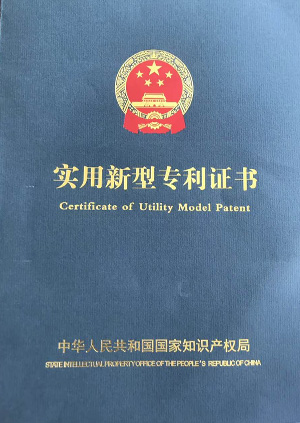 实用新型专利证书
Certificate of Utility Model Patent
中华人民共和国国家知识产权局
STATE INTELLECTUAL PROPERTY OFFICE OF THE PEOPLE'S REPUBLIC OF CHINA